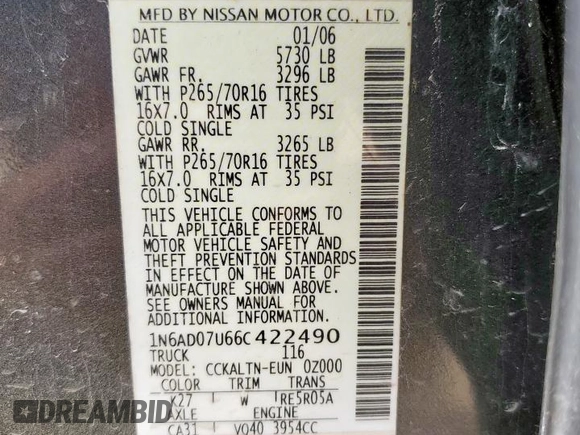 MFD BY NISSAN MOTOR CO., LTD.
DATE 01/06
GVWR 5730 LB
GAWR FR. 3296 LB
WITH P265/70R16 TIRES
16X7.0 RIMS AT 35 PSI
COLD SINGLE
GAWR RR. 3265 LB
WITH P265/70R16 TIRES
16X7.0 RIMS AT 35 PSI
COLD SINGLE
THIS VEHICLE CONFORMS TO
ALL APPLICABLE FEDERAL
MOTOR VEHICLE SAFETY AND
THEFT PREVENTION STANDARDS
IN EFFECT ON THE DATE OF
MANUFACTURE SHOWN ABOVE.
SEE OWNERS MANUAL FOR
ADDITIONAL INFORMATION.
1N6AD07U66C422490
TRUCK 116
MODEL: CCKALTN-EUN 0Z000
COLOR TRIM TRANS
K27 W RE5R05A
AXLE ENGINE
CA31 VQ40 3954CC
DREAMBID